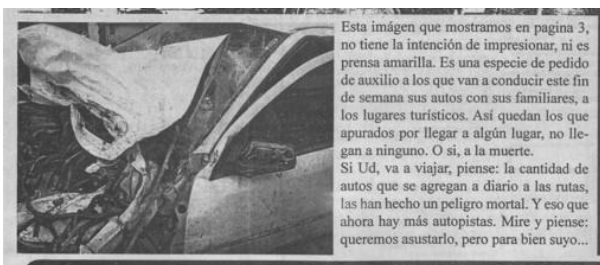 Esta imágen que mostramos en pagina 3,
no tiene la intención de impresionar, ni es
prensa amarilla. Es una especie de pedido
de auxilio a los que van a conducir este fin
de semana sus autos con sus familiares, a
los lugares turísticos. Así quedan los que
apurados por llegar a algún lugar, no lle-
gan a ninguno. O si, a la muerte.
Si Ud, va a viajar, piense: la cantidad de
autos que se agregan a diario a las rutas,
las han hecho un peligro mortal. Y eso que
ahora hay más autopistas. Mire y piense:
queremos asustarlo, pero para bien suyo...